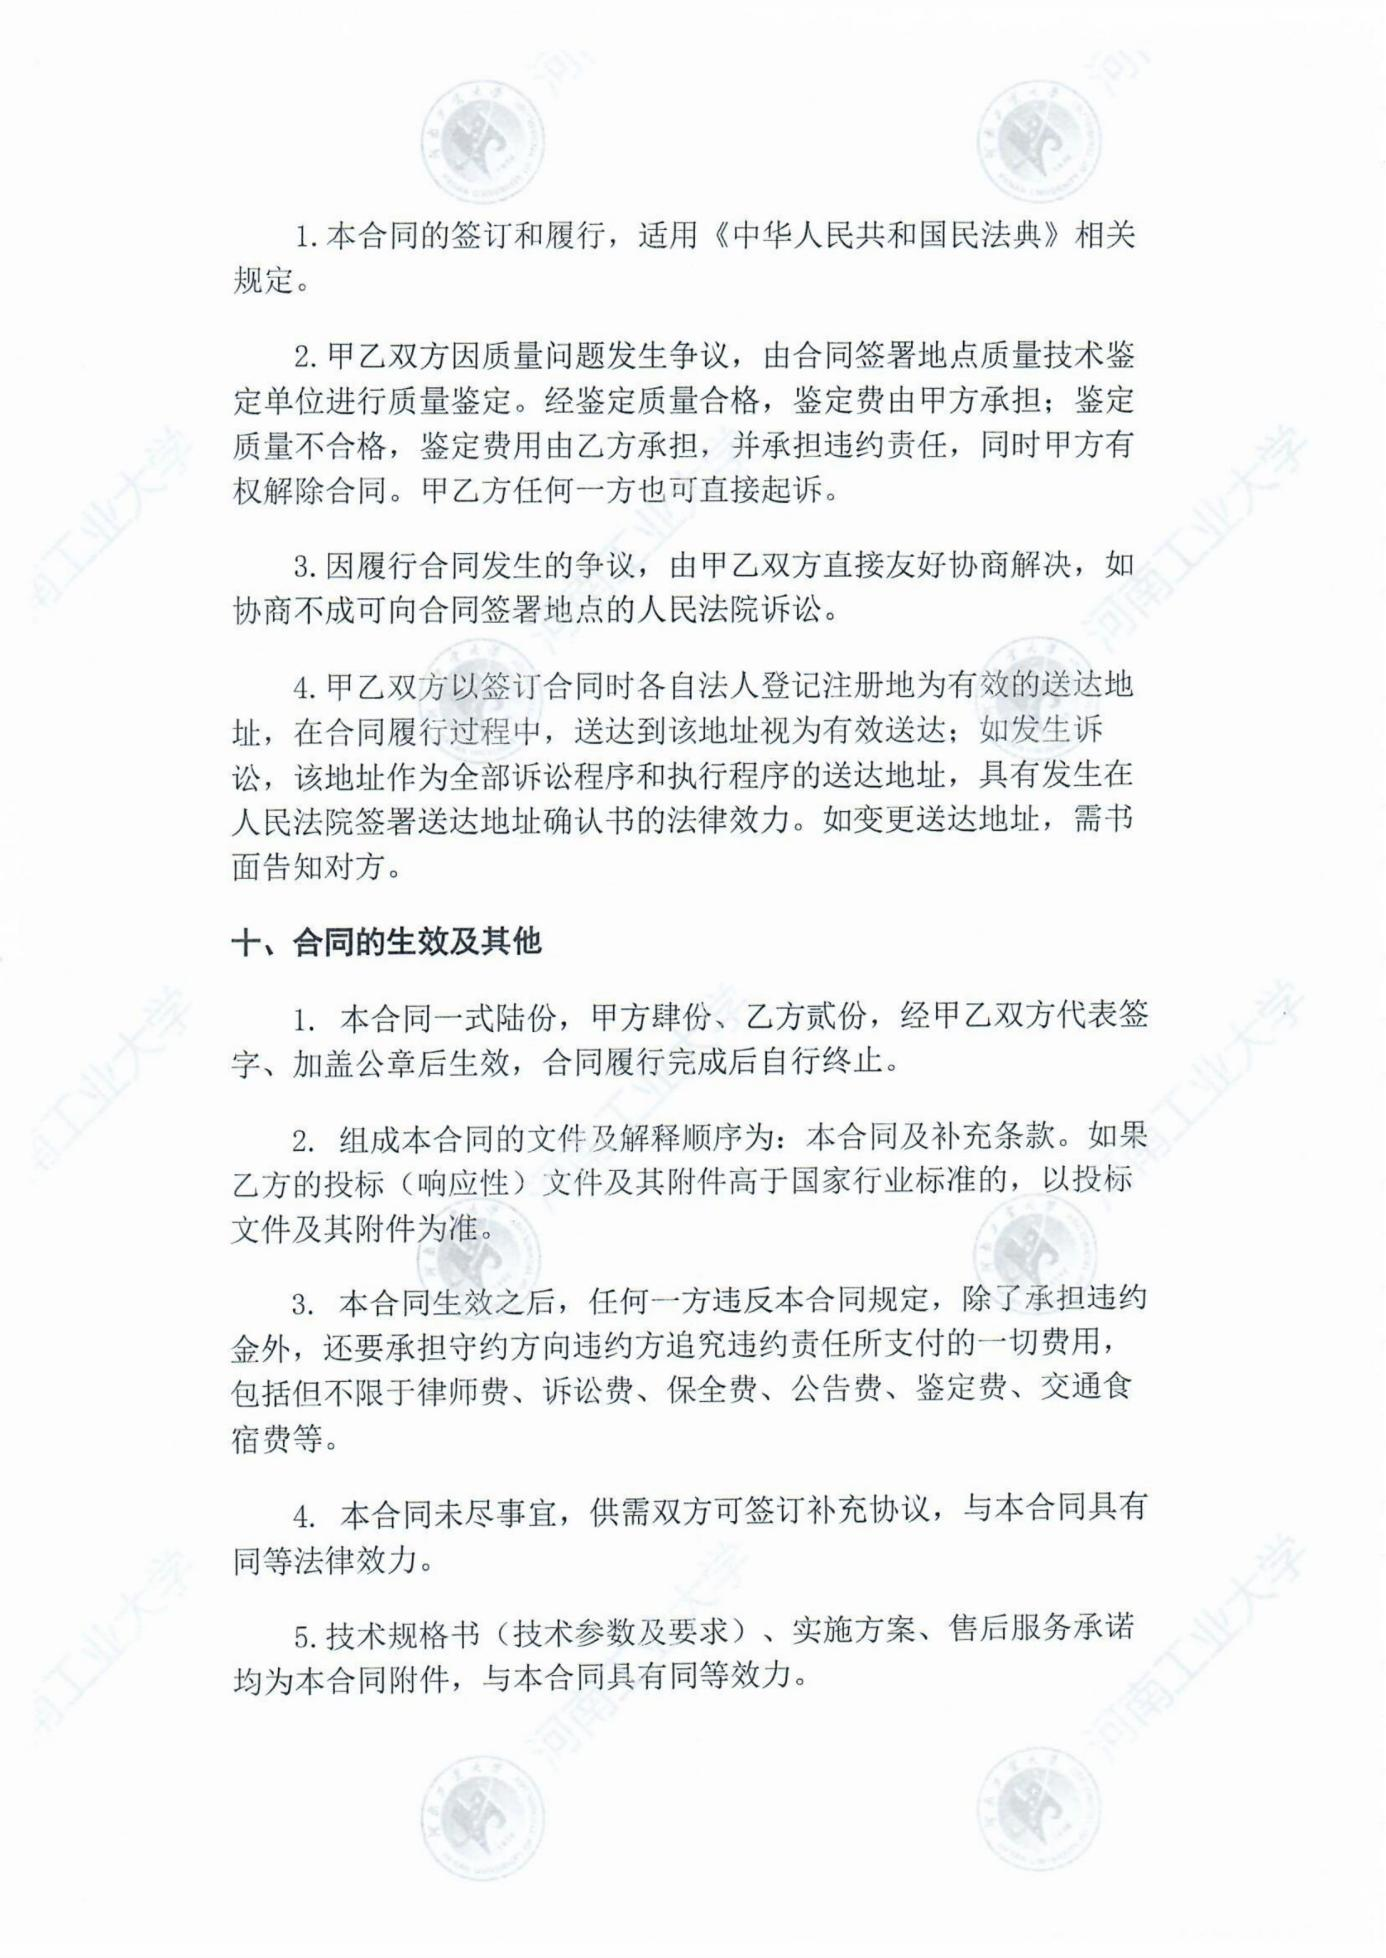 1.本合同的签订和履行，适用《中华人民共和国民法典》相关
规定。
2.甲乙双方因质量问题发生争议，由合同签署地点质量技术鉴
定单位进行质量鉴定。经鉴定质量合格，鉴定费由甲方承担；鉴定
质量不合格，鉴定费用由乙方承担，并承担违约责任，同时甲方有
权解除合同。甲乙方任何一方也可直接起诉。
3.因履行合同发生的争议，由甲乙双方直接友好协商解决，如
协商不成可向合同签署地点的人民法院诉讼。
4.甲乙双方以签订合同时各自法人登记注册地为有效的送达地
址，在合同履行过程中，送达到该地址视为有效送达；如发生诉
讼，该地址作为全部诉讼程序和执行程序的送达地址，具有发生在
人民法院签署送达地址确认书的法律效力。如变更送达地址，需书
面告知对方。
十、合同的生效及其他
1. 本合同一式陆份，甲方肆份、乙方贰份，经甲乙双方代表签
字、加盖公章后生效，合同履行完成后自行终止。
2. 组成本合同的文件及解释顺序为：本合同及补充条款。如果
乙方的投标（响应性）文件及其附件高于国家行业标准的，以投标
文件及其附件为准。
3. 本合同生效之后，任何一方违反本合同规定，除了承担违约
金外，还要承担守约方向违约方追究违约责任所支付的一切费用，
包括但不限于律师费、诉讼费、保全费、公告费、鉴定费、交通食
宿费等。
4. 本合同未尽事宜，供需双方可签订补充协议，与本合同具有
同等法律效力。
5.技术规格书（技术参数及要求）、实施方案、售后服务承诺
均为本合同附件，与本合同具有同等效力。
河南工业大学